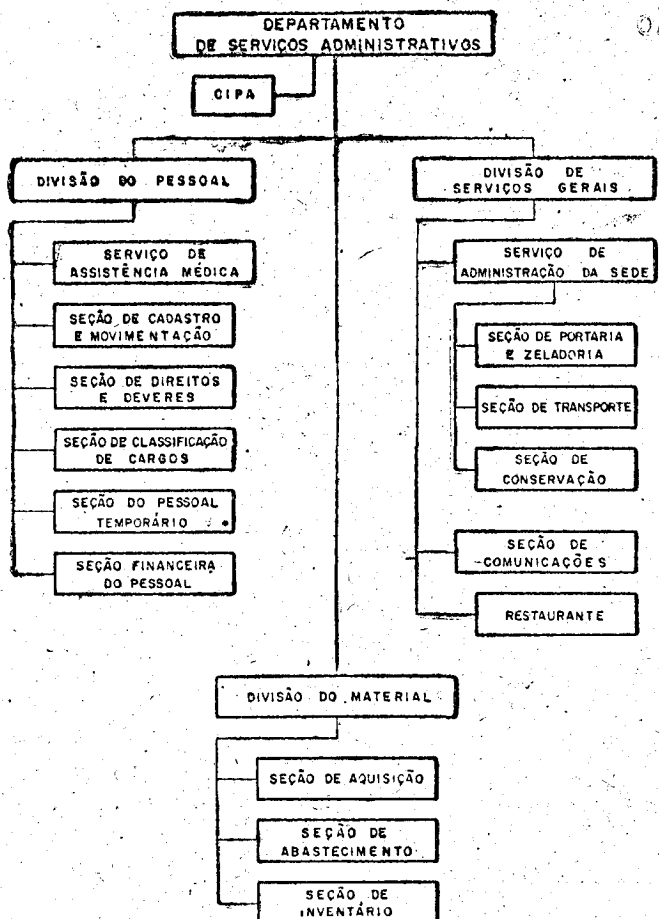 DEPARTAMENTO
DE SERVIÇOS ADMINISTRATIVOS
CIPA
DIVISÃO DO PESSOAL
SERVIÇO DE
ASSISTÊNCIA MÉDICA
SEÇÃO DE CADASTRO
E MOVIMENTAÇÃO
SEÇÃO DE DIREITOS
E DEVERES
SEÇÃO DE CLASSIFICAÇÃO
DE CARGOS
SEÇÃO DO PESSOAL
TEMPORÁRIO
SEÇÃO FINANCEIRA
DO PESSOAL
DIVISÃO DE
SERVIÇOS GERAIS
SERVIÇO DE
ADMINISTRAÇÃO DA SEDE
SEÇÃO DE PORTARIA
E ZELADORIA
SEÇÃO DE TRANSPORTE
SEÇÃO DE
CONSERVAÇÃO
SEÇÃO DE
COMUNICAÇÕES
RESTAURANTE
DIVISÃO DO MATERIAL
SEÇÃO DE AQUISIÇÃO
SEÇÃO DE
ABASTECIMENTO
SEÇÃO DE
INVENTÁRIO